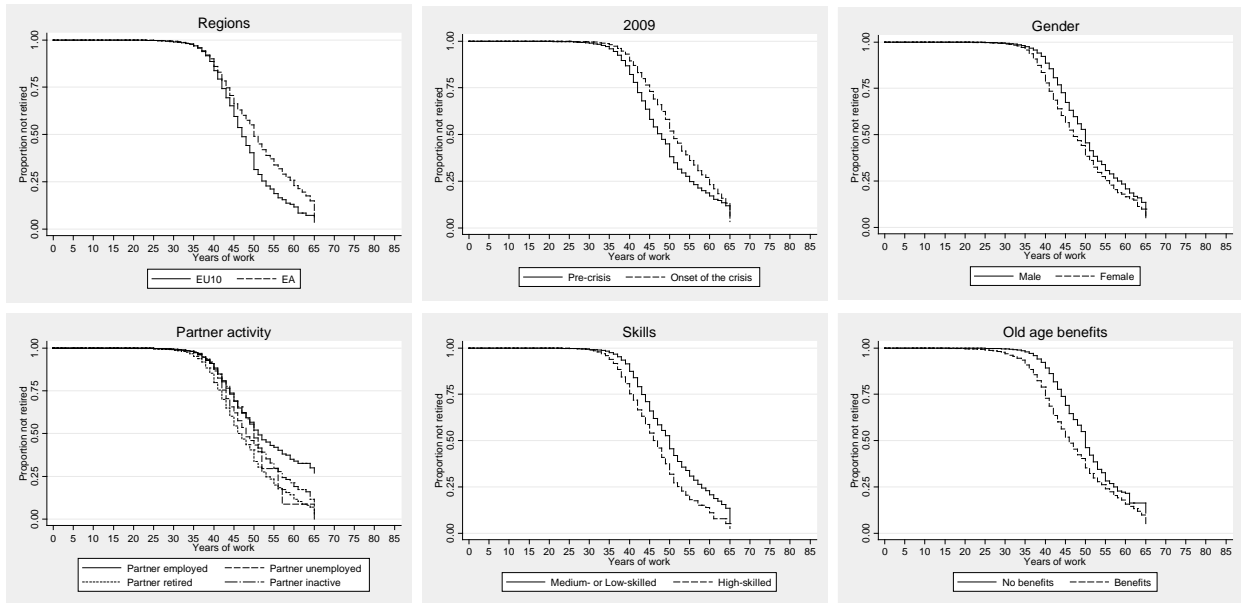 Regions
Proportion not retired
1.00
0.75
0.50
0.25
0.00
0 5 10 15 20 25 30 35 40 45 50 55 60 65 70 75 80 85
Years of work
EU10 EA
2009
Proportion not retired
1.00
0.75
0.50
0.25
0.00
0 5 10 15 20 25 30 35 40 45 50 55 60 65 70 75 80 85
Years of work
Pre-crisis Onset of the crisis
Gender
Proportion not retired
1.00
0.75
0.50
0.25
0.00
0 5 10 15 20 25 30 35 40 45 50 55 60 65 70 75 80 85
Years of work
Male Female
Partner activity
Proportion not retired
1.00
0.75
0.50
0.25
0.00
0 5 10 15 20 25 30 35 40 45 50 55 60 65 70 75 80 85
Years of work
Partner employed Partner unemployed
Partner retired Partner inactive
Skills
Proportion not retired
1.00
0.75
0.50
0.25
0.00
0 5 10 15 20 25 30 35 40 45 50 55 60 65 70 75 80 85
Years of work
Medium- or Low-skilled High-skilled
Old age benefits
Proportion not retired
1.00
0.75
0.50
0.25
0.00
0 5 10 15 20 25 30 35 40 45 50 55 60 65 70 75 80 85
Years of work
No benefits Benefits